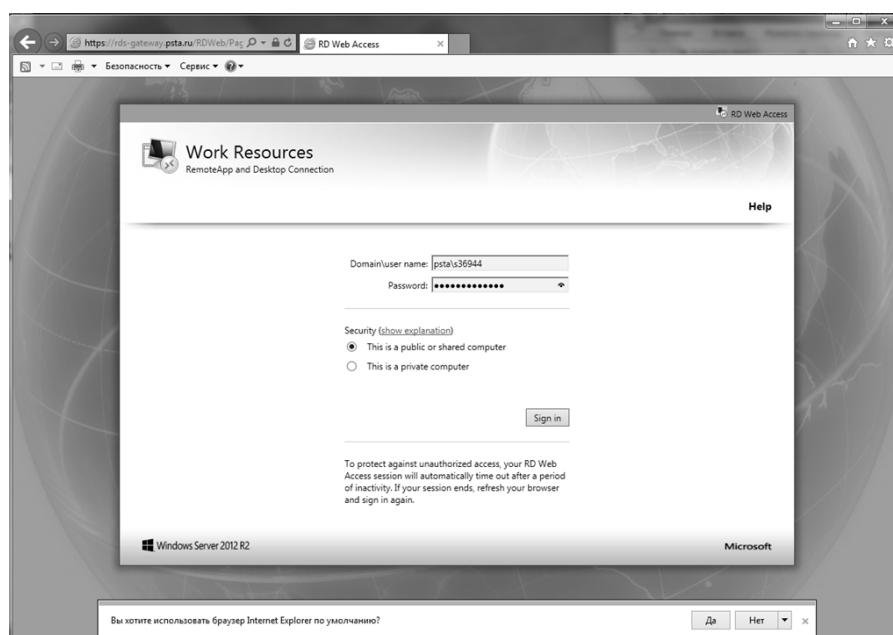 https://rds-gateway.psta.ru/RDWeb/Pag
RD Web Access
Безопасность Сервис
RD Web Access
Work Resources
RemoteApp and Desktop Connection
Help
Domain\user name: psta\s36944
Password: •••••••••••••
Security (show explanation)
This is a public or shared computer
This is a private computer
Sign in
To protect against unauthorized access, your RD Web
Access session will automatically time out after a period
of inactivity. If your session ends, refresh your browser
and sign in again.
Windows Server 2012 R2
Microsoft
Вы хотите использовать браузер Internet Explorer по умолчанию?
Да
Нет